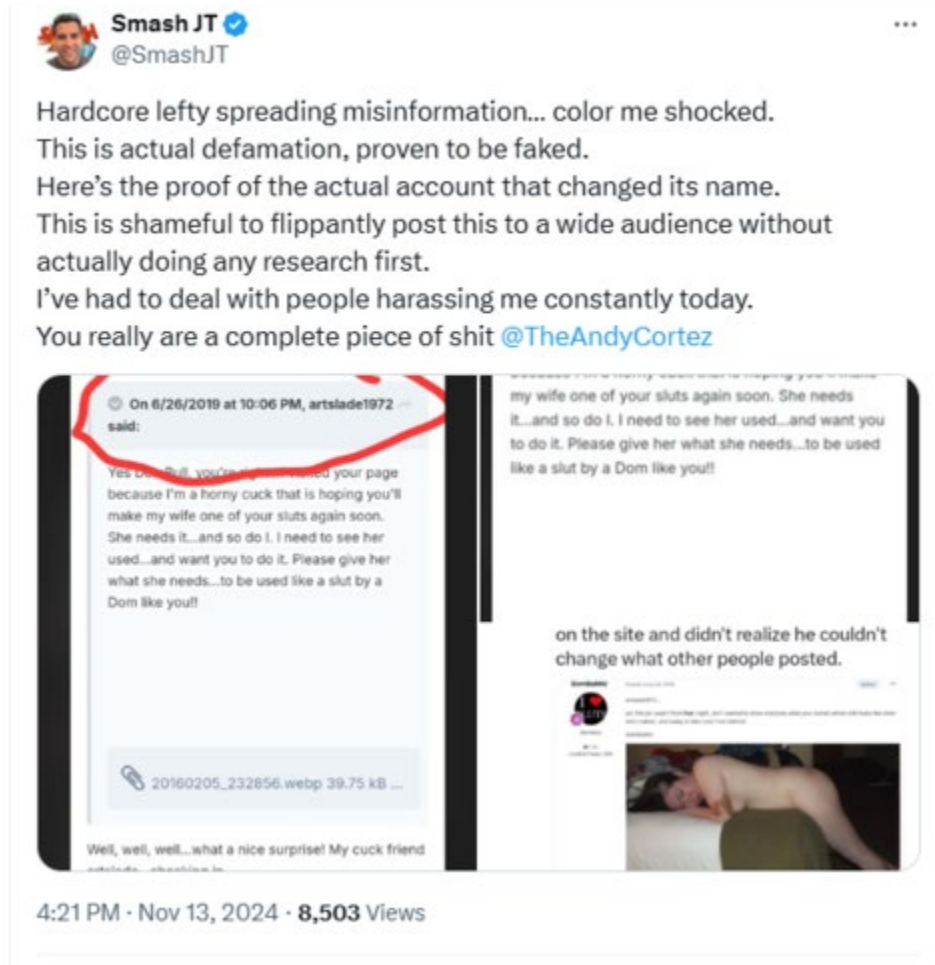 Smash JT
@SmashJT
Hardcore lefty spreading misinformation... color me shocked.
This is actual defamation, proven to be faked.
Here's the proof of the actual account that changed its name.
This is shameful to flippantly post this to a wide audience without
actually doing any research first.
I've had to deal with people harassing me constantly today.
You really are a complete piece of shit @TheAndyCortez
On 6/26/2019 at 10:06 PM, artslade1972
said:
Yes your page
because I'm a horny cuck that is hoping you'll
make my wife one of your sluts again soon.
She needs it...and so do I. I need to see her
used...and want you to do it. Please give her
what she needs...to be used like a slut by a
Dom like you!!
20160205_232856.webp 39.75 kB ...
Well, well, well...what a nice surprise! My cuck friend
my wife one of your sluts again soon. She needs
it...and so do I. I need to see her used...and want you
to do it. Please give her what she needs...to be used
like a slut by a Dom like you!!
on the site and didn't realize he couldn't
change what other people posted.
4:21 PM · Nov 13, 2024 · 8,503 Views